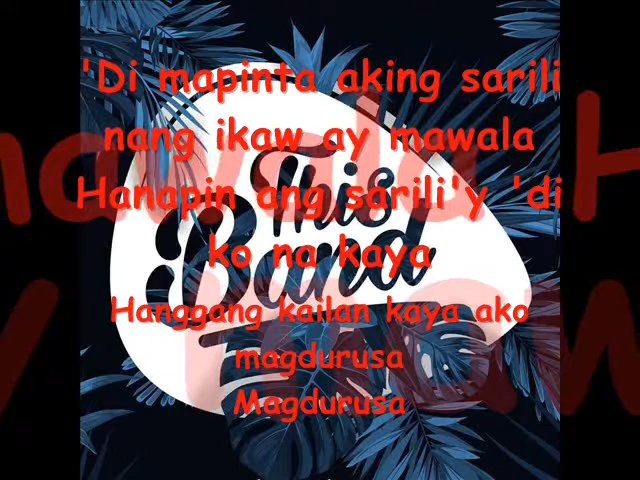 'Di mapinta aking sarili
nang ikaw ay mawala
Hanapin ang sarili'y 'di
ko na kaya
Hanggang kailan kaya ako
magdurusa
Magdurusa
This
Band